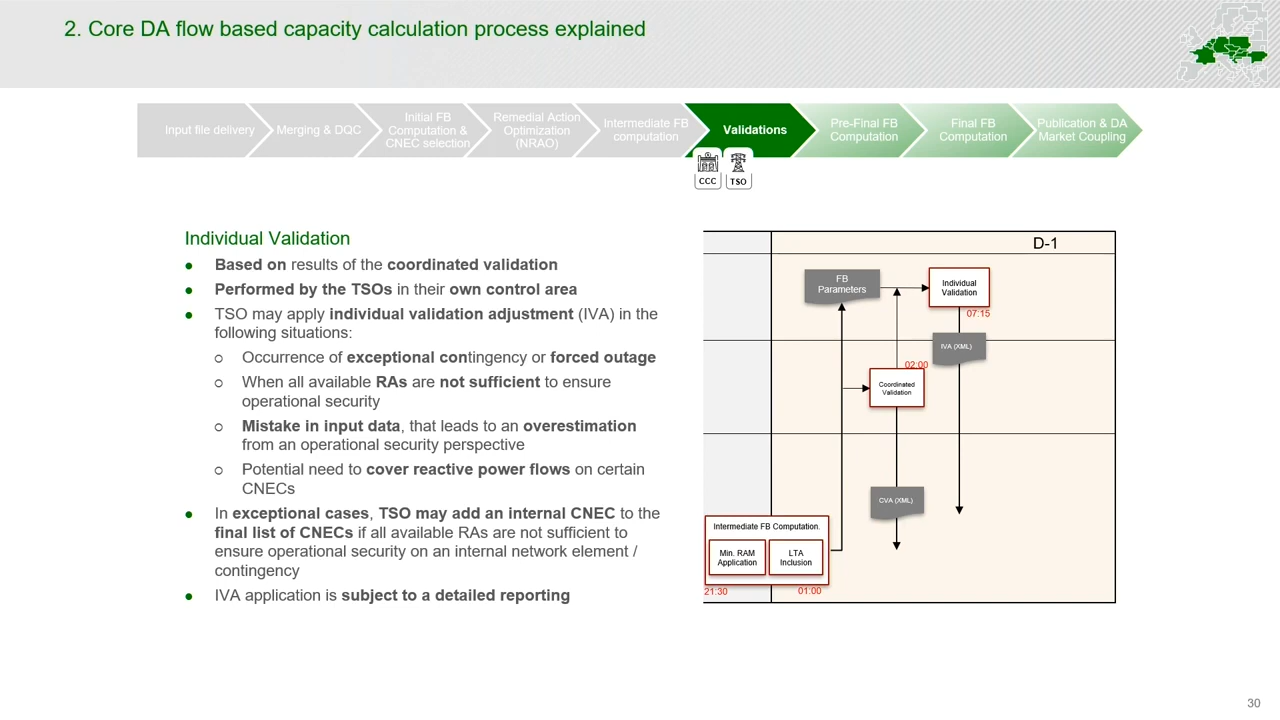 2. Core DA flow based capacity calculation process explained
Input file delivery
Merging & DQC
Initial FB
Computation &
CNEC selection
Remedial Action
Optimization
(NRAO)
Intermediate FB
computation
Validations
Pre-Final FB
Computation
Final FB
Computation
Publication & DA
Market Coupling
CCC
TSO
Individual Validation
● Based on results of the coordinated validation
● Performed by the TSOs in their own control area
● TSO may apply individual validation adjustment (IVA) in the
following situations:
o Occurrence of exceptional contingency or forced outage
o When all available RAs are not sufficient to ensure
operational security
o Mistake in input data, that leads to an overestimation
from an operational security perspective
o Potential need to cover reactive power flows on certain
CNECs
● In exceptional cases, TSO may add an internal CNEC to the
final list of CNECs if all available RAs are not sufficient to
ensure operational security on an internal network element /
contingency
● IVA application is subject to a detailed reporting
D-1
FB
Parameters
Individual
Validation
07:15
IVA (XML)
02:00
Coordinated
Validation
CVA (XML)
Intermediate FB Computation.
Min. RAM
Application
LTA
Inclusion
21:30
01:00
30